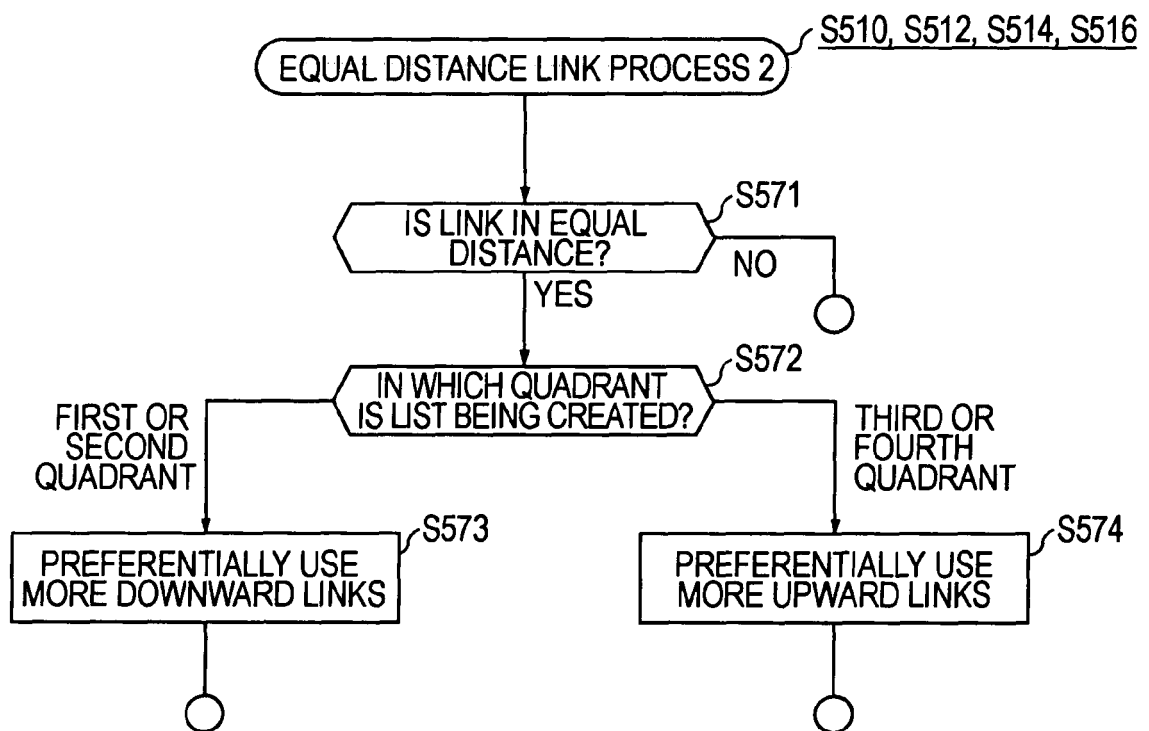 S510, S512, S514, S516
EQUAL DISTANCE LINK PROCESS 2
S571
IS LINK IN EQUAL
DISTANCE?
NO
YES
S572
IN WHICH QUADRANT
IS LIST BEING CREATED?
FIRST OR
SECOND
QUADRANT
THIRD OR
FOURTH
QUADRANT
S573
PREFERENTIALLY USE
MORE DOWNWARD LINKS
S574
PREFERENTIALLY USE
MORE UPWARD LINKS